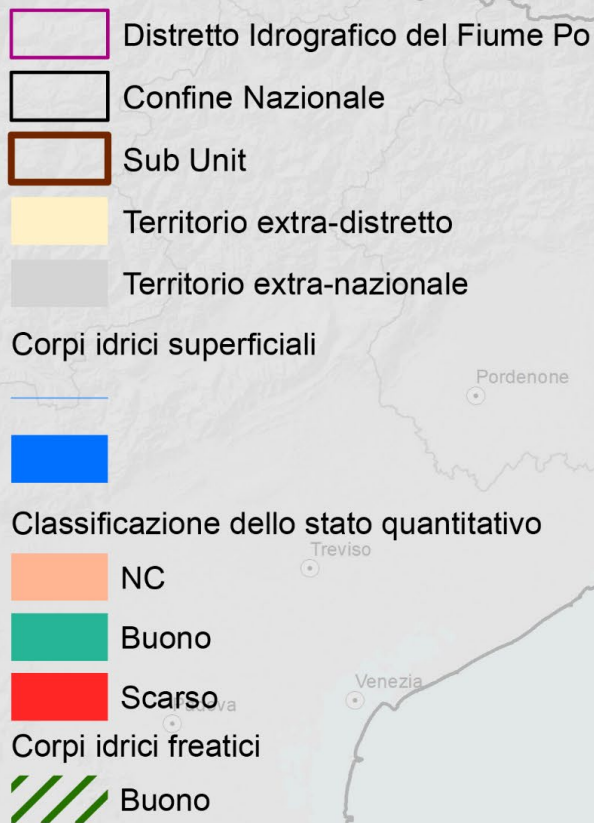 Distretto Idrografico del Fiume Po
Confine Nazionale
Sub Unit
Territorio extra-distretto
Territorio extra-nazionale
Corpi idrici superficiali
Pordenone
Classificazione dello stato quantitativo
Treviso
NC
Buono
Venezia
Scarso
Padova
Corpi idrici freatici
Buono